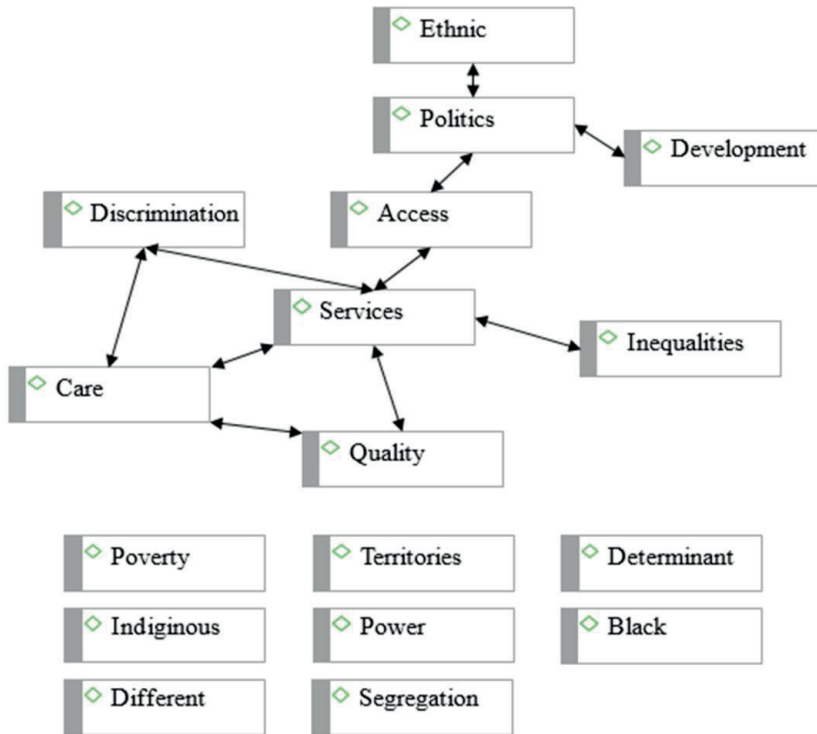 Ethnic
Politics
Development
Discrimination
Access
Services
Inequalities
Care
Quality
Poverty
Territories
Determinant
Indiginous
Power
Black
Different
Segregation